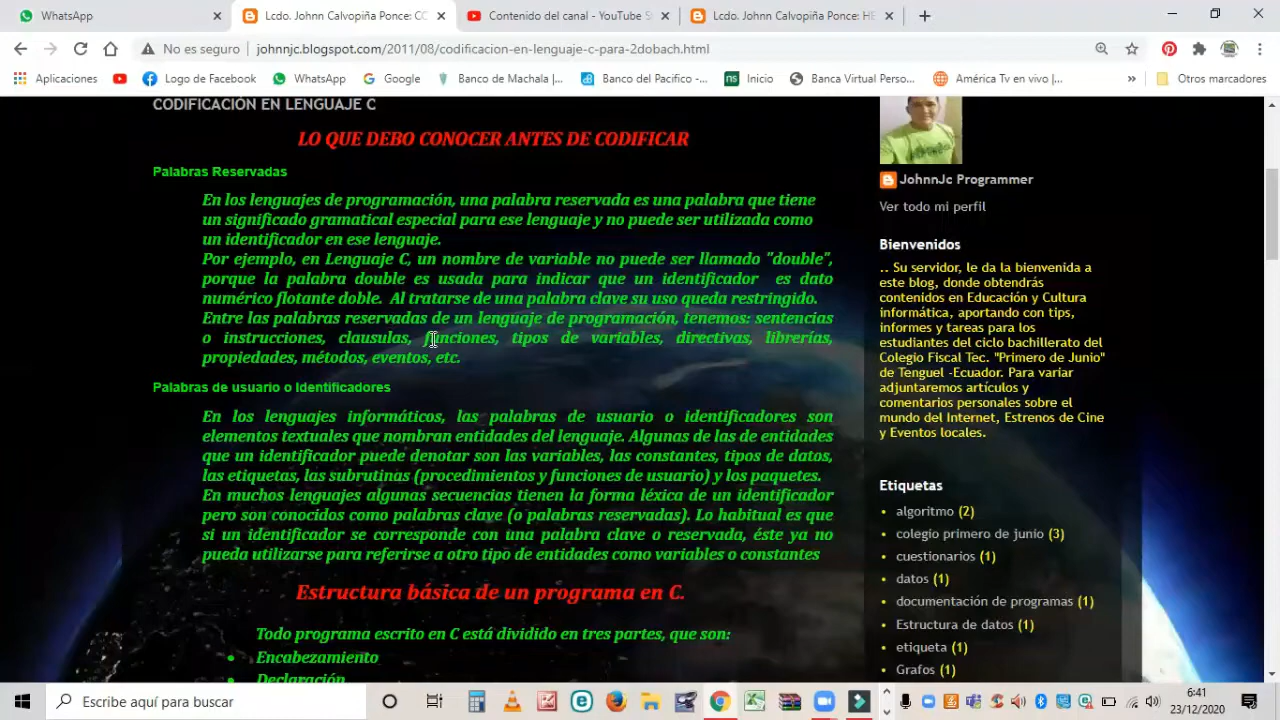 WhatsApp
Lcdo. Johnn Calvopiña Ponce: CO
Contenido del canal - YouTube S
Lcdo. Johnn Calvopiña Ponce: HE
No es seguro
johnnjc.blogspot.com/2011/08/codificacion-en-lenguaje-c-para-2dobach.html
Aplicaciones
Logo de Facebook
WhatsApp
Google
Banco de Machala |...
Banco del Pacifico -...
ns Inicio
Banca Virtual Perso...
América Tv en vivo |...
»
Otros marcadores
CODIFICACIÓN EN LENGUAJE C
LO QUE DEBO CONOCER ANTES DE CODIFICAR
Palabras Reservadas
En los lenguajes de programación, una palabra reservada es una palabra que tiene
un significado gramatical especial para ese lenguaje y no puede ser utilizada como
un identificador en ese lenguaje.
Por ejemplo, en Lenguaje C, un nombre de variable no puede ser llamado "double",
porque la palabra double es usada para indicar que un identificador es dato
numérico flotante doble. Al tratarse de una palabra clave su uso queda restringido.
Entre las palabras reservadas de un lenguaje de programación, tenemos: sentencias
o instrucciones, clausulas, funciones, tipos de variables, directivas, librerías,
propiedades, métodos, eventos, etc.
Palabras de usuario o Identificadores
En los lenguajes informáticos, las palabras de usuario o identificadores son
elementos textuales que nombran entidades del lenguaje. Algunas de las de entidades
que un identificador puede denotar son las variables, las constantes, tipos de datos,
las etiquetas, las subrutinas (procedimientos y funciones de usuario) y los paquetes.
En muchos lenguajes algunas secuencias tienen la forma léxica de un identificador
pero son conocidos como palabras clave (o palabras reservadas). Lo habitual es que
si un identificador se corresponde con una palabra clave o reservada, éste ya no
pueda utilizarse para referirse a otro tipo de entidades como variables o constantes
Estructura básica de un programa en C.
Todo programa escrito en C está dividido en tres partes, que son:
Encabezamiento
Declaración
JohnnJc Programmer
Ver todo mi perfil
Bienvenidos
.. Su servidor, le da la bienvenida a
este blog, donde obtendrás
contenidos en Educación y Cultura
informática, aportando con tips,
informes y tareas para los
estudiantes del ciclo bachillerato del
Colegio Fiscal Tec. "Primero de Junio"
de Tenguel -Ecuador. Para variar
adjuntaremos artículos y
comentarios personales sobre el
mundo del Internet, Estrenos de Cine
y Eventos locales.
Etiquetas
algoritmo (2)
colegio primero de junio (3)
cuestionarios (1)
datos (1)
documentación de programas (1)
Estructura de datos (1)
etiqueta (1)
Grafos (1)
Escribe aquí para buscar
6:41
23/12/2020